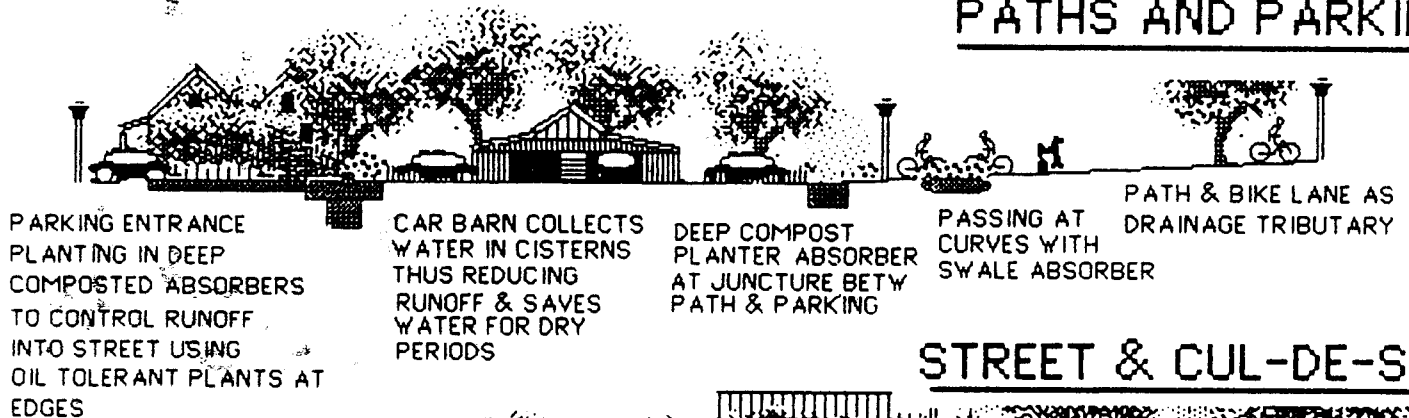 PATHS AND PARKI
PARKING ENTRANCE
PLANTING IN DEEP
COMPOSTED ABSORBERS
TO CONTROL RUNOFF
INTO STREET USING
OIL TOLERANT PLANTS AT
EDGES
CAR BARN COLLECTS
WATER IN CISTERNS
THUS REDUCING
RUNOFF & SAVES
WATER FOR DRY
PERIODS
DEEP COMPOST
PLANTER ABSORBER
AT JUNCTURE BETW
PATH & PARKING
PASSING AT
CURVES WITH
SWALE ABSORBER
PATH & BIKE LANE AS
DRAINAGE TRIBUTARY
STREET & CUL-DE-S